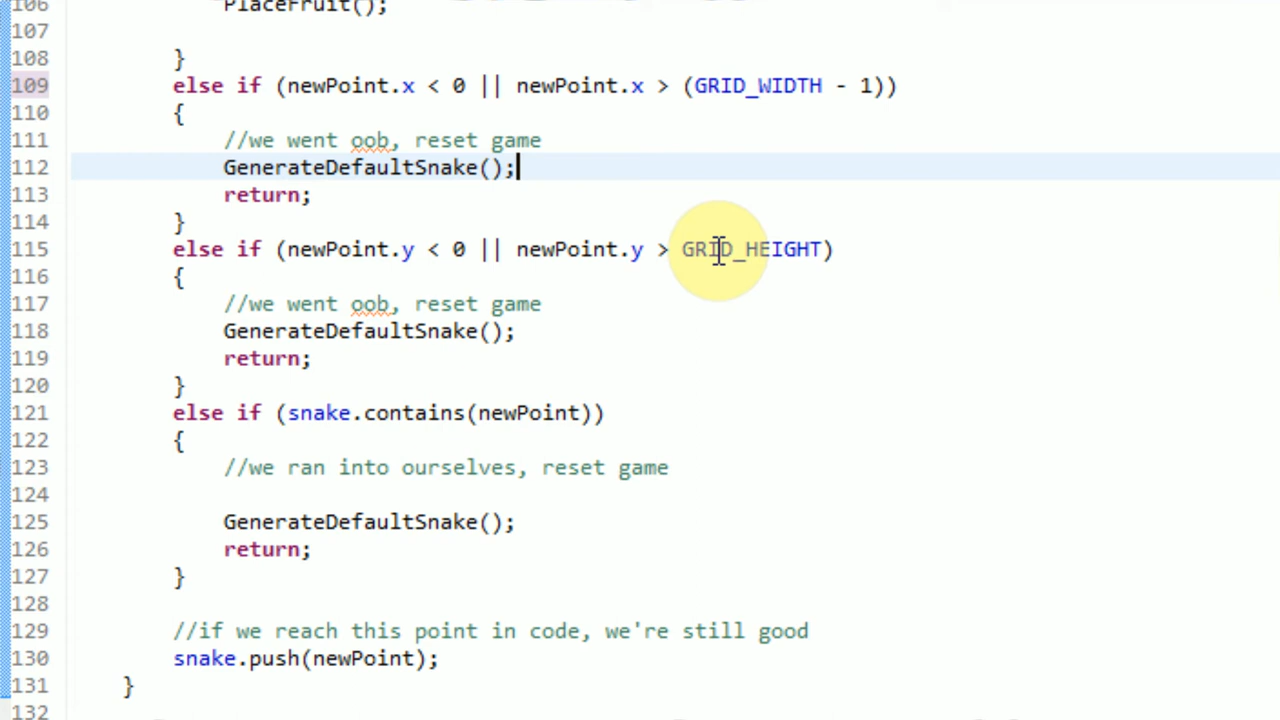 106 PlaceFruit();
107
108 }
109 else if (newPoint.x < 0 || newPoint.x > (GRID_WIDTH - 1))
110 {
111 //we went oob, reset game
112 GenerateDefaultSnake();
113 return;
114 }
115 else if (newPoint.y < 0 || newPoint.y > GRID_HEIGHT)
116 {
117 //we went oob, reset game
118 GenerateDefaultSnake();
119 return;
120 }
121 else if (snake.contains(newPoint))
122 {
123 //we ran into ourselves, reset game
124
125 GenerateDefaultSnake();
126 return;
127 }
128
129 //if we reach this point in code, we're still good
130 snake.push(newPoint);
131 }
132